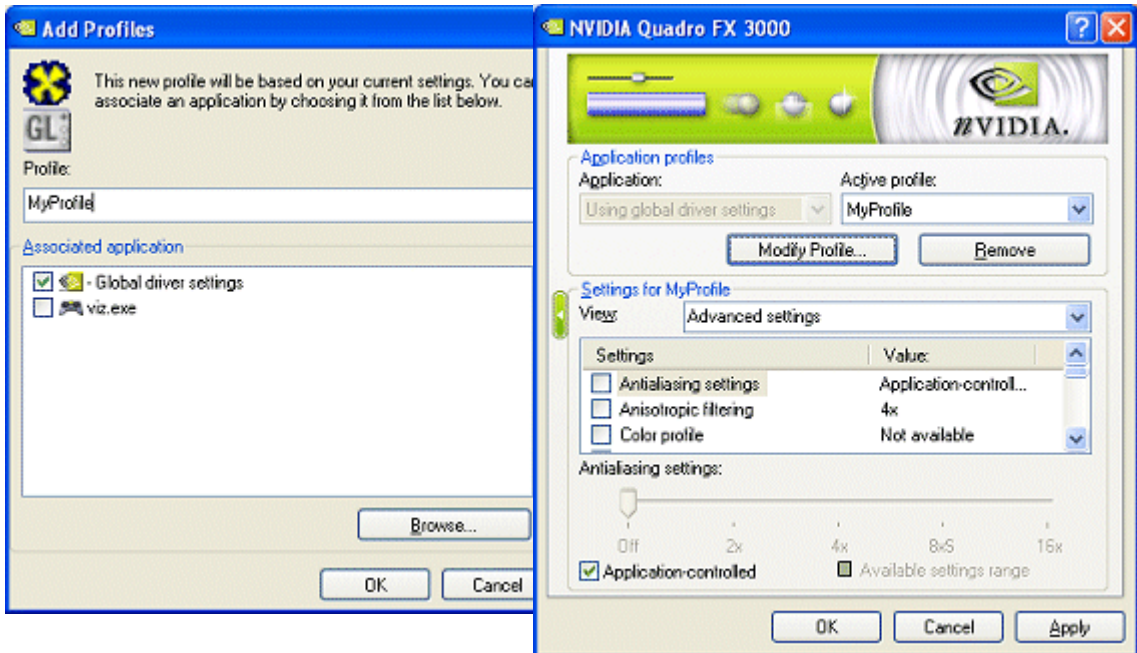 Add Profiles
This new profile will be based on your current settings. You ca
associate an application by choosing it from the list below.
GL
Profile:
MyProfile
Associated application
- Global driver settings
viz.exe
Browse...
OK Cancel
NVIDIA Quadro FX 3000
nVIDIA.
Application profiles
Application: Active profile:
Using global driver settings MyProfile
Modify Profile... Remove
Settings for MyProfile
View: Advanced settings
Settings Value:
Antialiasing settings Application-controll...
Anisotropic filtering 4x
Color profile Not available
Antialiasing settings:
Off 2x 4x 8xS 16x
Application-controlled Available settings range
OK Cancel Apply